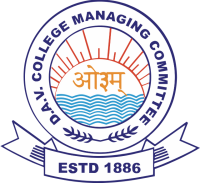 D.A.V. COLLEGE MANAGING COMMITTEE
ओ३म्
ESTD 1886